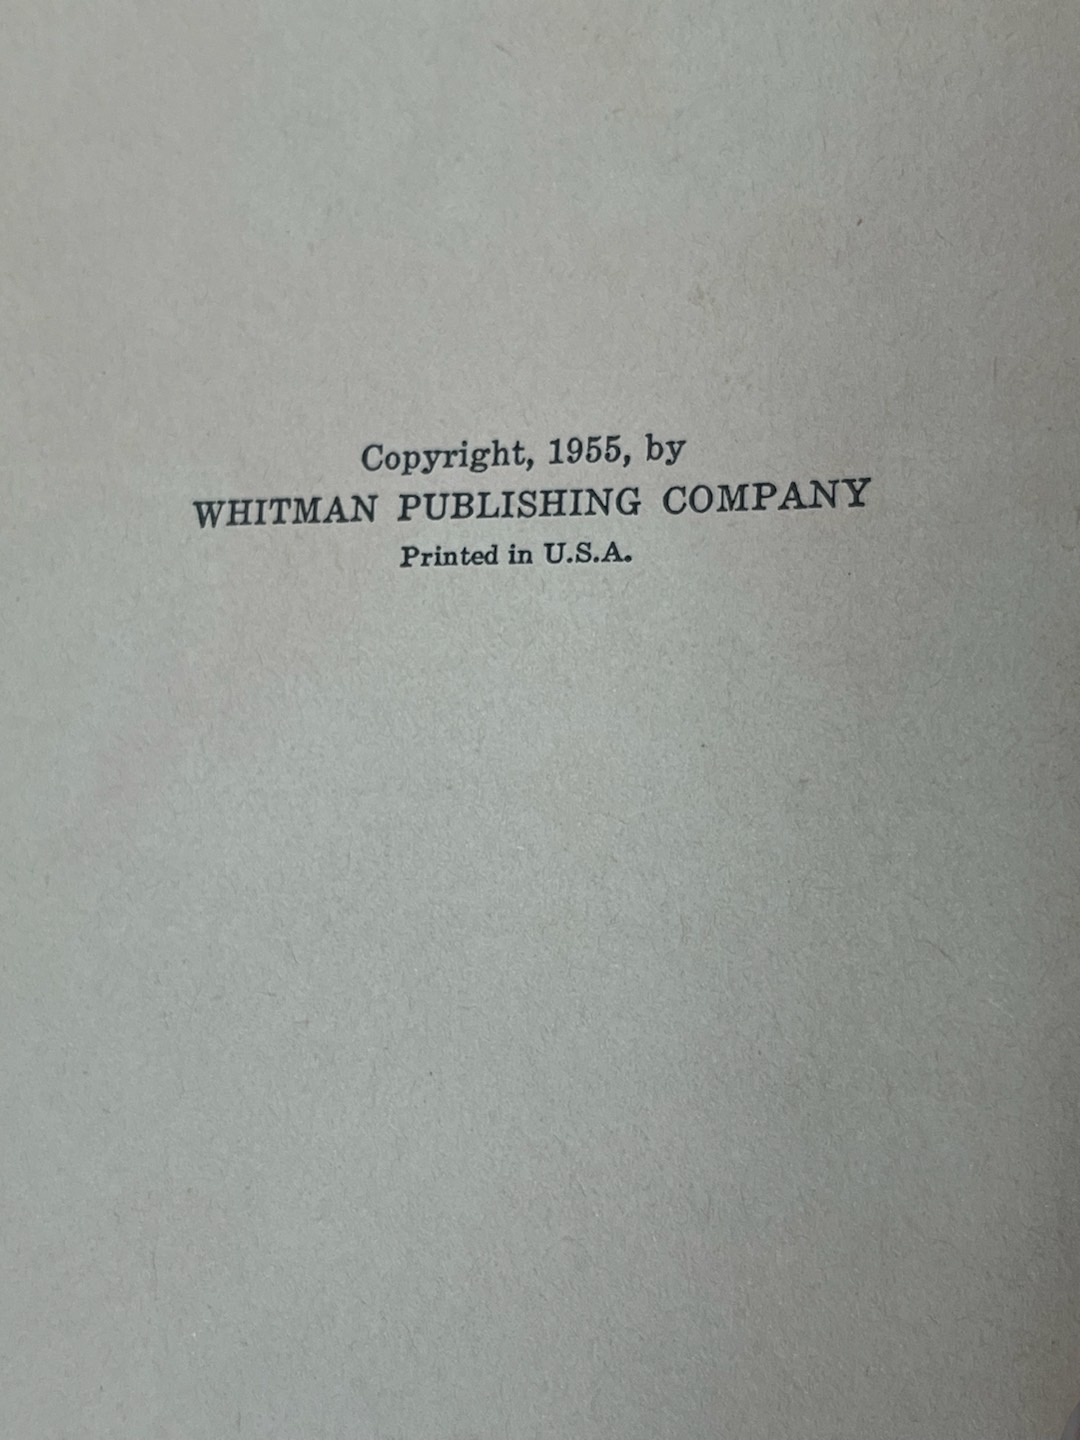 Copyright, 1955, by
WHITMAN PUBLISHING COMPANY
Printed in U.S.A.